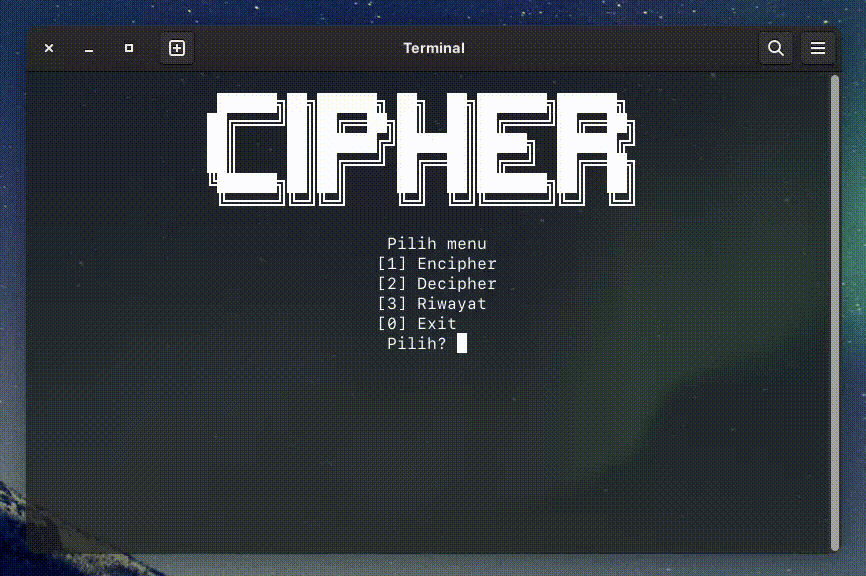 Terminal
CIPHER
Pilih menu
[1] Encipher
[2] Decipher
[3] Riwayat
[0] Exit
Pilih?